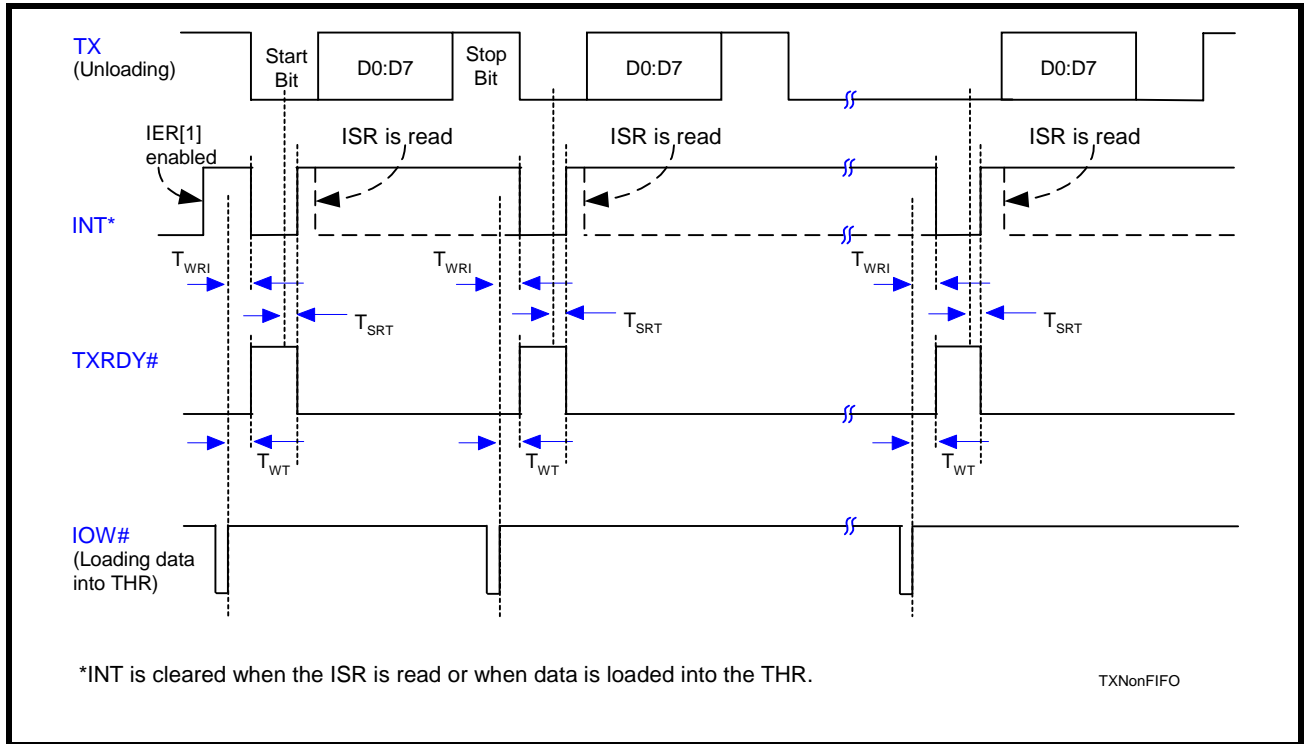 TX
(Unloading)
Start
Bit
D0:D7
Stop
Bit
D0:D7
D0:D7
IER[1]
enabled
ISR is read
ISR is read
ISR is read
INT*
TWRI
TWRI
TWRI
TSRT
TSRT
TSRT
TXRDY#
TWT
TWT
TWT
IOW#
(Loading data
into THR)
*INT is cleared when the ISR is read or when data is loaded into the THR.
TXNonFIFO